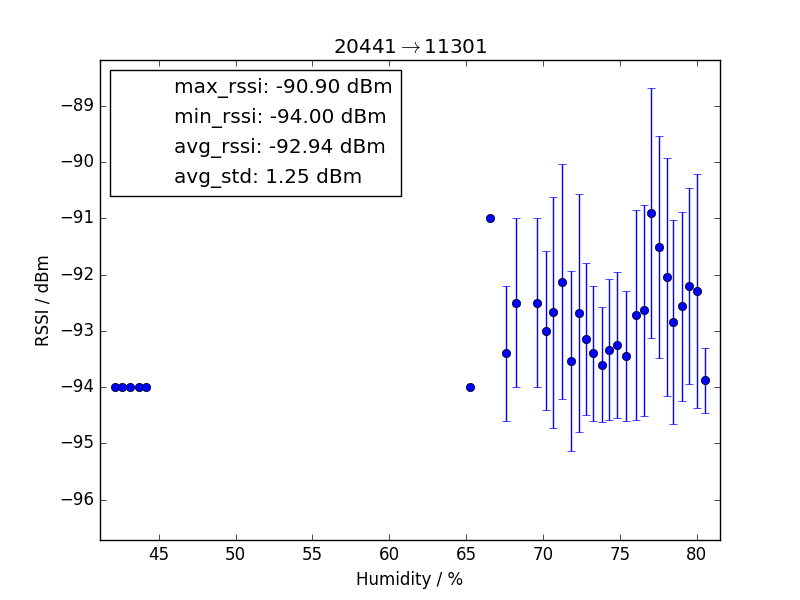 20441→11301
max_rssi: -90.90 dBm
min_rssi: -94.00 dBm
avg_rssi: -92.94 dBm
avg_std: 1.25 dBm
RSSI / dBm
−89
−90
−91
−92
−93
−94
−95
−96
45 50 55 60 65 70 75 80
Humidity / %